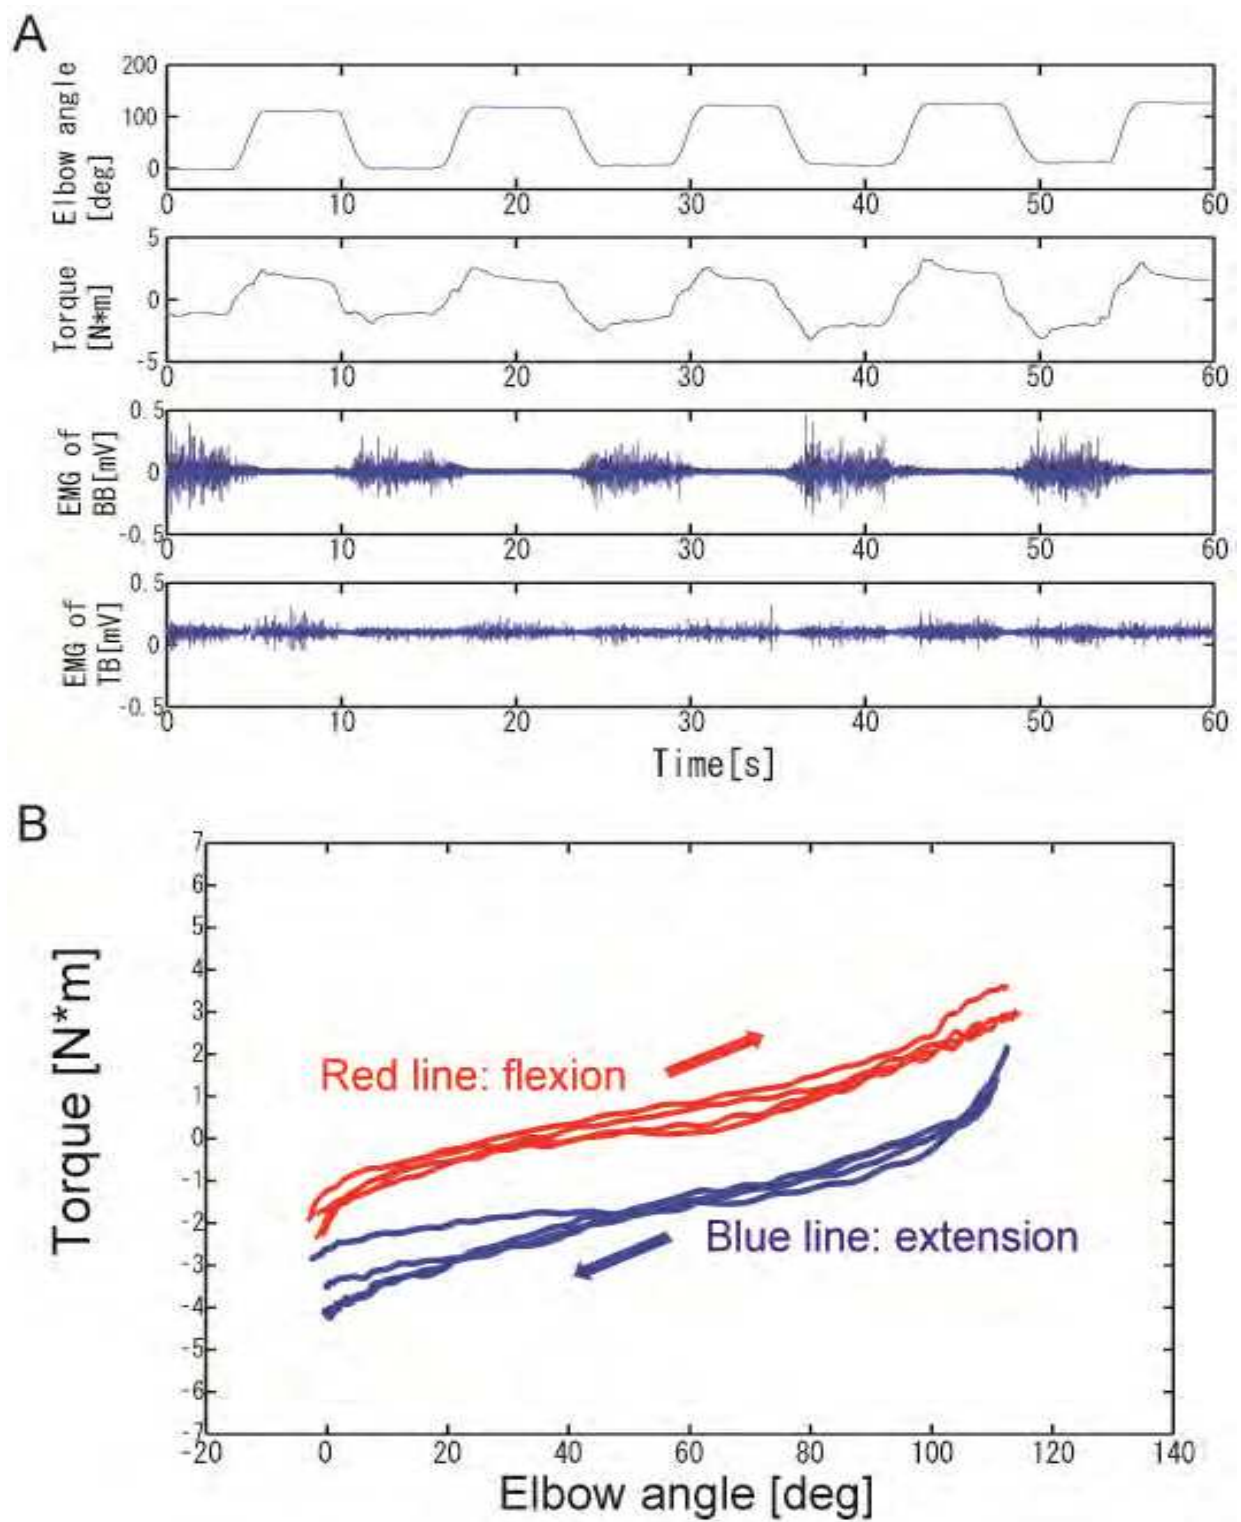 A
Elbow angle
[deg]
200
100
0
0 10 20 30 40 50 60
Torque
[N*m]
5
0
-5
0 10 20 30 40 50 60
EMG of
BB[mV]
0.5
0
-0.5
0 10 20 30 40 50 60
EMG of
TB[mV]
0.5
0
-0.5
0 10 20 30 40 50 60
Time[s]
B
Torque [N*m]
7
6
5
4
3
2
1
0
-1
-2
-3
-4
-5
-6
-7
Red line: flexion
Blue line: extension
-20 0 20 40 60 80 100 120 140
Elbow angle [deg]